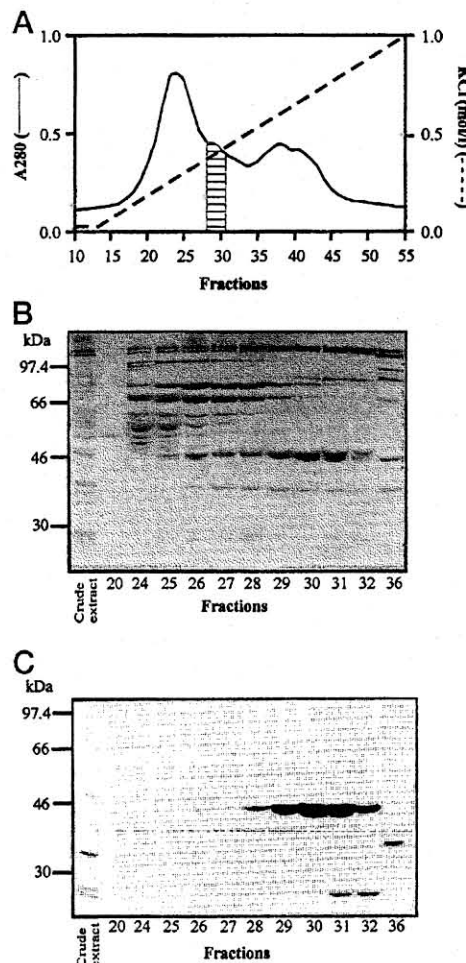 A
A280 (———)
1.0
0.5
0.0
1.0
0.5
0.0
KCl (mol/l) (- - - - -)
10 15 20 25 30 35 40 45 50 55
Fractions
B
kDa
97.4
66
46
30
Crude extract 20 24 25 26 27 28 29 30 31 32 36
Fractions
C
kDa
97.4
66
46
30
Crude extract 20 24 25 26 27 28 29 30 31 32 36
Fractions